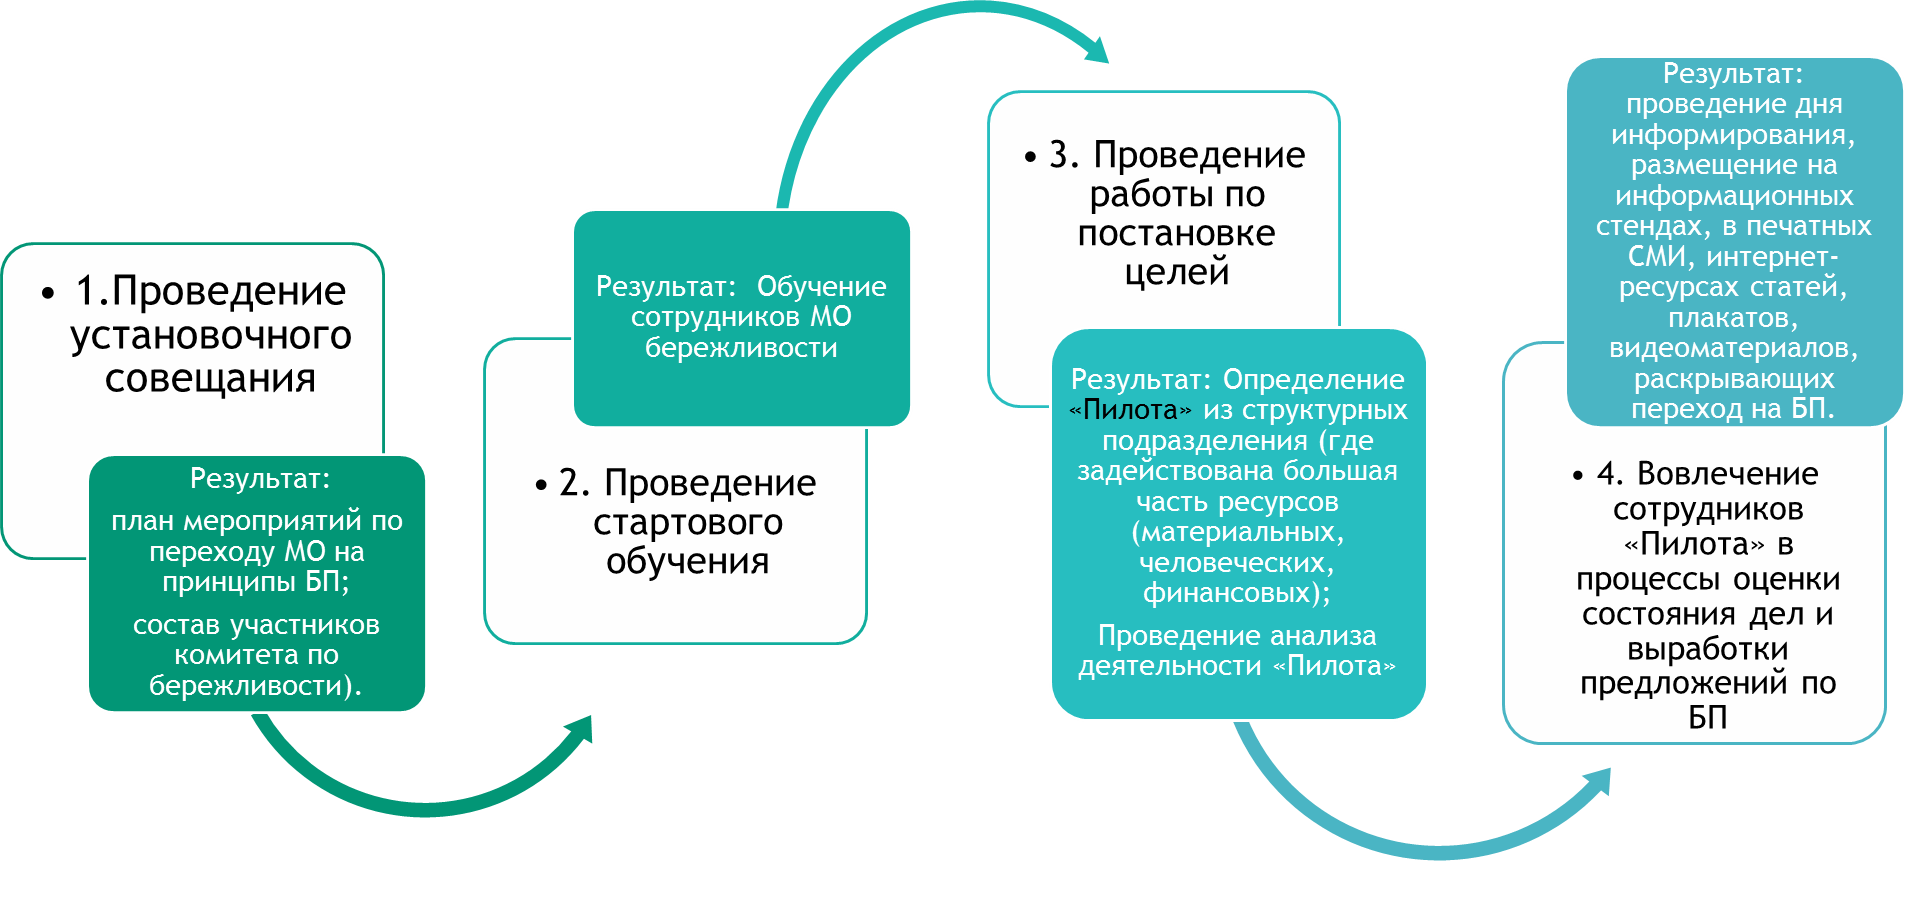 • 1.Проведение
установочного
совещания
Результат:
план мероприятий по
переходу МО на
принципы БП;
состав участников
комитета по
бережливости).
Результат:  Обучение
сотрудников МО
бережливости
• 2. Проведение
стартового
обучения
• 3. Проведение
работы по
постановке
целей
Результат: Определение
«Пилота» из структурных
подразделения (где
задействована большая
часть ресурсов
(материальных,
человеческих,
финансовых);
Проведение анализа
деятельности «Пилота»
Результат:
проведение дня
информирования,
размещение на
информационных
стендах, в печатных
СМИ, интернет-
ресурсах статей,
плакатов,
видеоматериалов,
раскрывающих
переход на БП.
• 4. Вовлечение
сотрудников
«Пилота» в
процессы оценки
состояния дел и
выработки
предложений по
БП